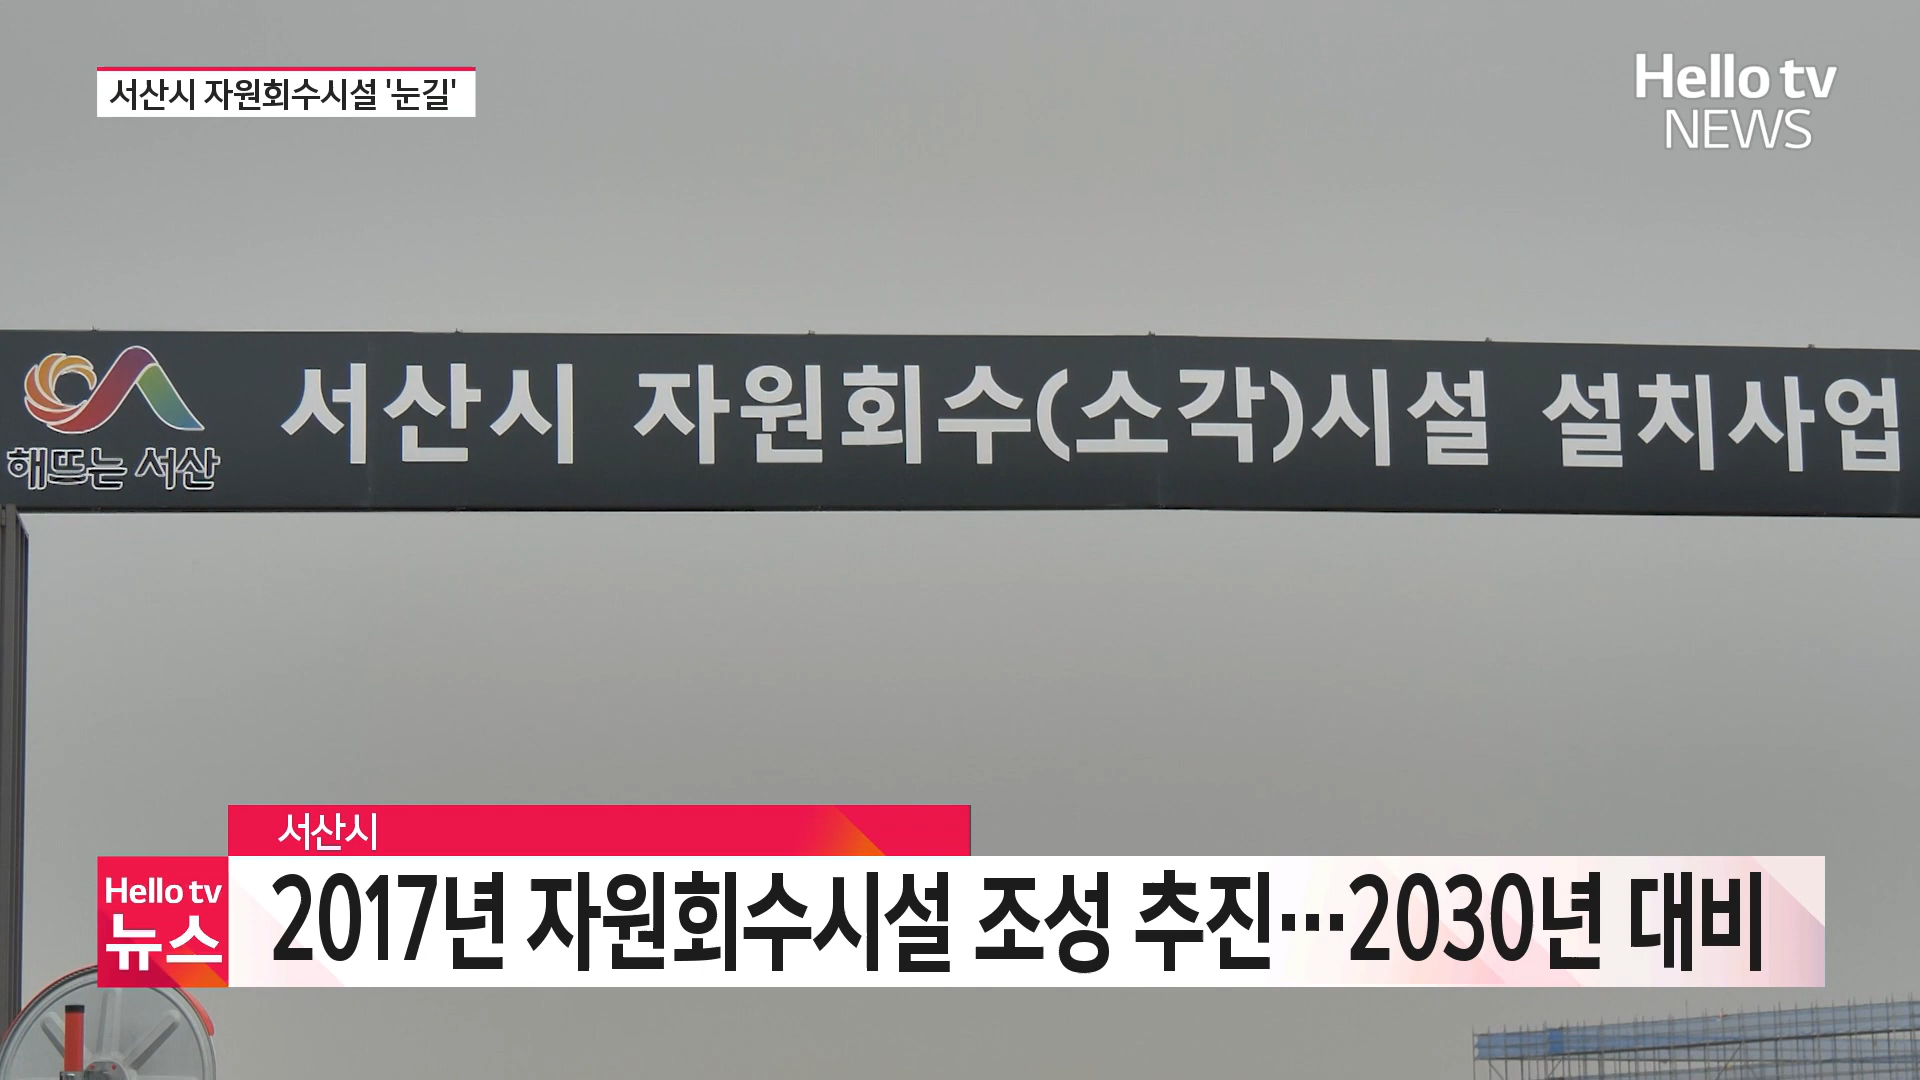 서산시 자원회수시설 '눈길'
Hello tv
NEWS
해뜨는 서산
서산시 자원회수(소각)시설 설치사업
서산시
Hello tv
뉴스
2017년 자원회수시설 조성 추진…2030년 대비